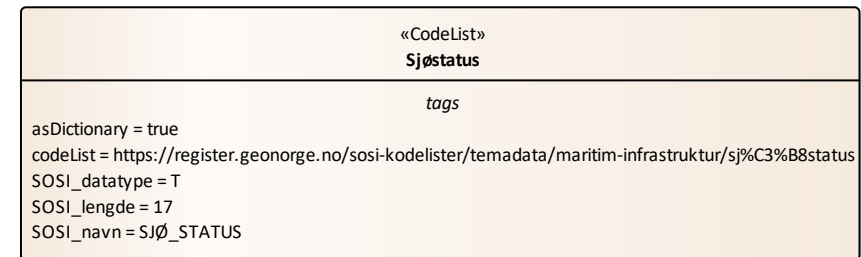 «CodeList»
Sjøstatus
tags
asDictionary = true
codeList = https://register.geonorge.no/sosi-kodelister/temadata/maritim-infrastruktur/sj%C3%B8status
SOSI_datatype = T
SOSI_lengde = 17
SOSI_navn = SJØ_STATUS